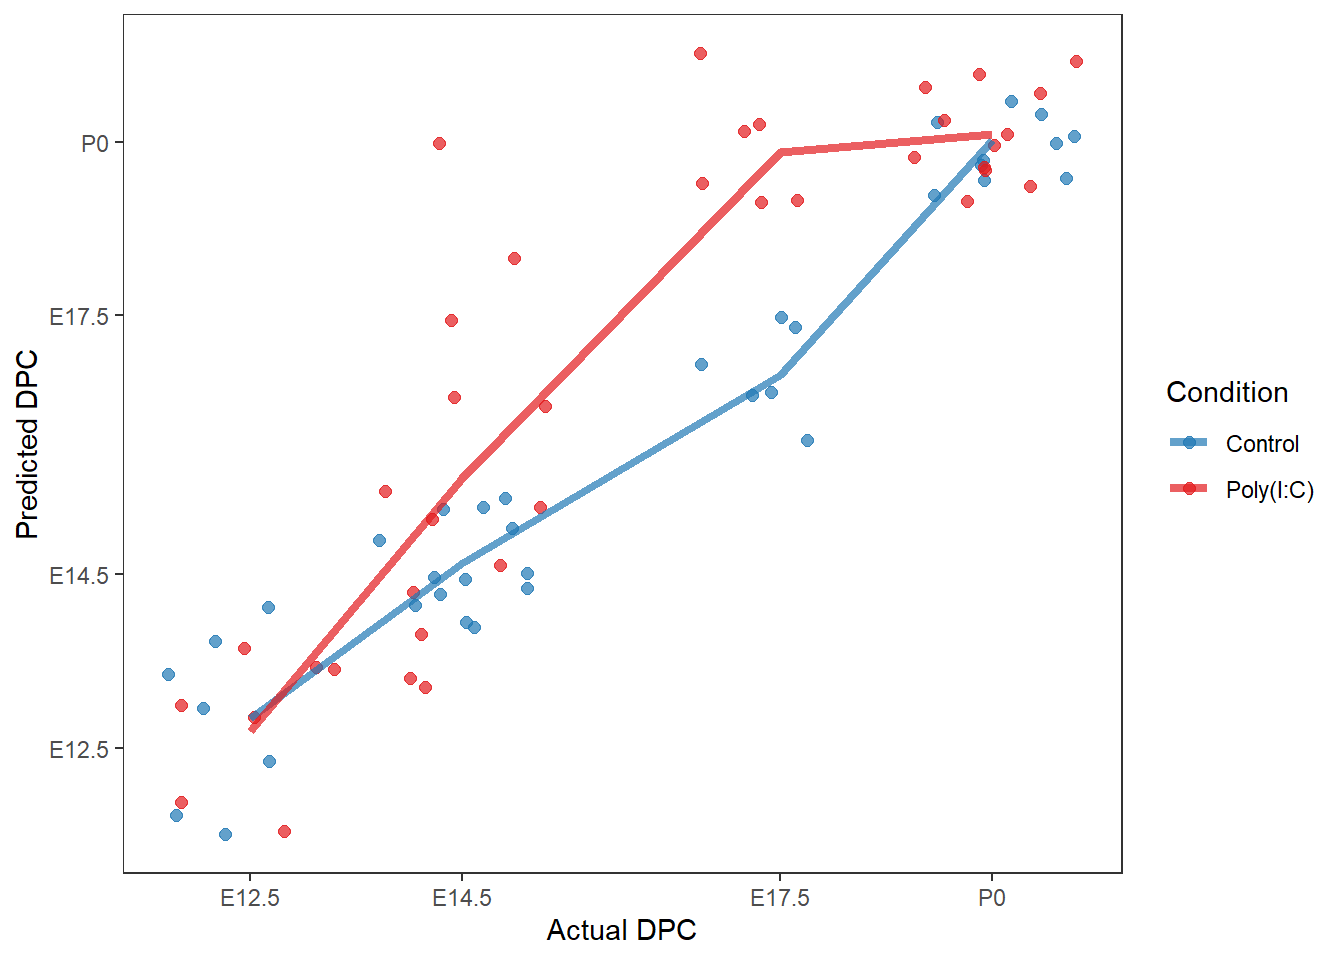 P0
E17.5
E14.5
E12.5
Predicted DPC
E12.5
E14.5
E17.5
P0
Actual DPC
Condition
Control
Poly(I:C)